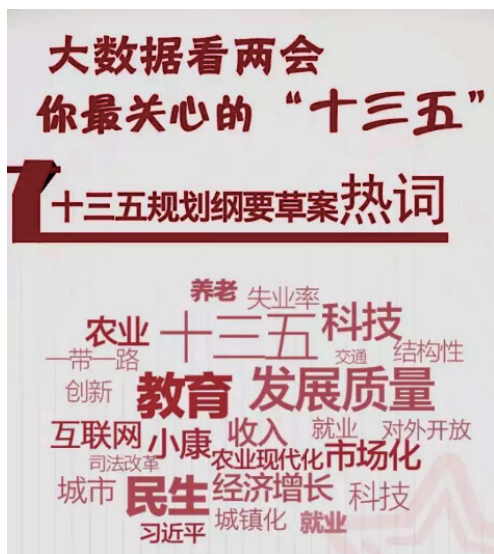 大数据看两会
你最关心的“十三五”
十三五规划纲要草案热词
养老 失业率
农业 十三五 科技
一带一路 交通 结构性
创新 教育 发展质量
互联网 小康 收入 就业 对外开放
司法改革 农业现代化 市场化
城市 民生 经济增长 科技
习近平 城镇化 就业